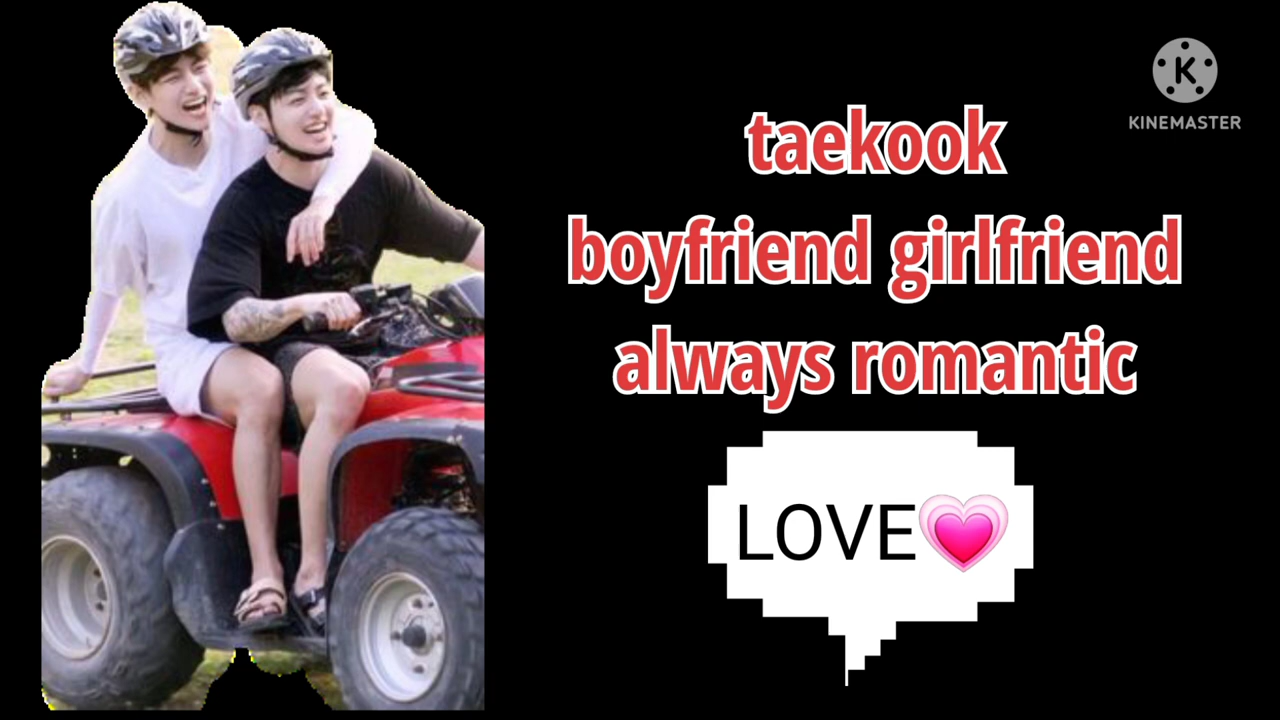 KINEMASTER
taekook
boyfriend girlfriend
always romantic
LOVE💗